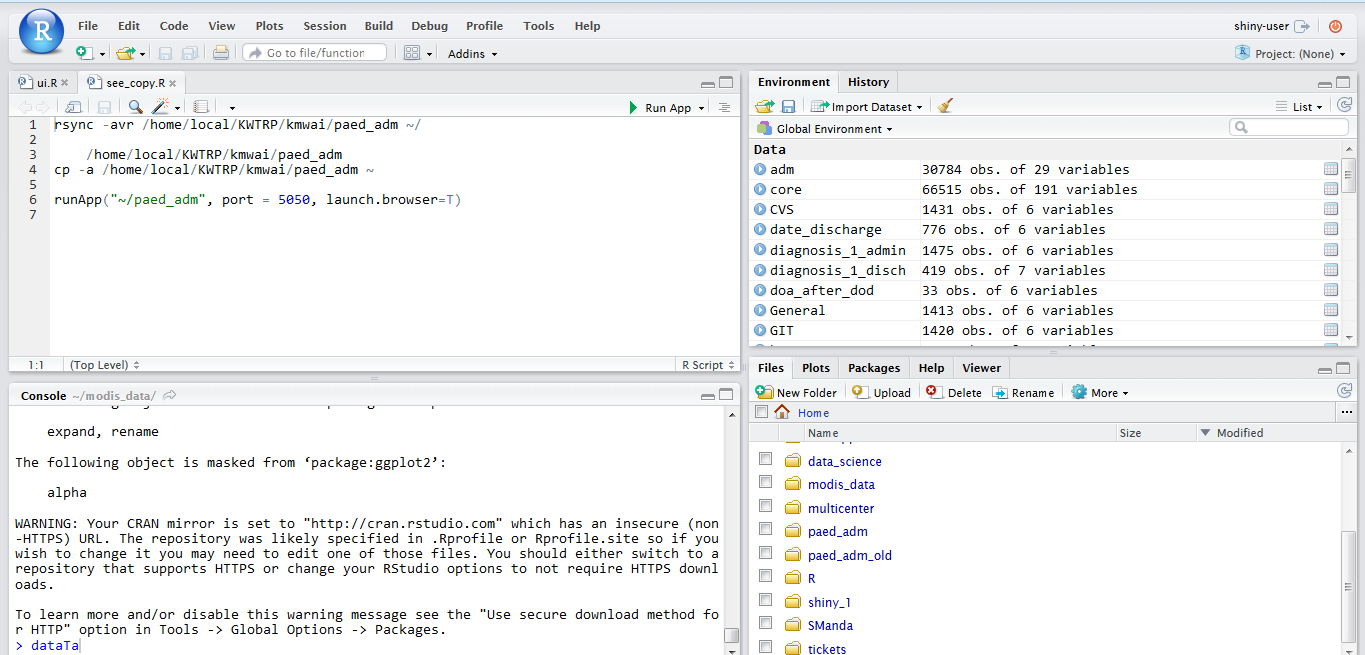 File Edit Code View Plots Session Build Debug Profile Tools Help
shiny-user
Go to file/function
Addins
Project: (None)
ui.R
see_copy.R
Run App
1 rsync -avr /home/local/KWTRP/kmwai/paed_adm ~/
2
3 /home/local/KWTRP/kmwai/paed_adm
4 cp -a /home/local/KWTRP/kmwai/paed_adm ~
5
6 runApp("~/paed_adm", port = 5050, launch.browser=T)
7
1:1 (Top Level) R Script
Console ~/modis_data/
expand, rename
The following object is masked from ‘package:ggplot2’:
alpha
WARNING: Your CRAN mirror is set to "http://cran.rstudio.com" which has an insecure (non
-HTTPS) URL. The repository was likely specified in .Rprofile or Rprofile.site so if you
wish to change it you may need to edit one of those files. You should either switch to a
repository that supports HTTPS or change your RStudio options to not require HTTPS downl
oads.
To learn more and/or disable this warning message see the "Use secure download method fo
r HTTP" option in Tools -> Global Options -> Packages.
> dataTa
Environment History
Import Dataset
List
Global Environment
Data
adm 30784 obs. of 29 variables
core 66515 obs. of 191 variables
CVS 1431 obs. of 6 variables
date_discharge 776 obs. of 6 variables
diagnosis_1_admin 1475 obs. of 6 variables
diagnosis_1_disch 419 obs. of 7 variables
doa_after_dod 33 obs. of 6 variables
General 1413 obs. of 6 variables
GIT 1420 obs. of 6 variables
Files Plots Packages Help Viewer
New Folder Upload Delete Rename More
Home
Name Size Modified
data_science
modis_data
multicenter
paed_adm
paed_adm_old
R
shiny_1
SManda
tickets